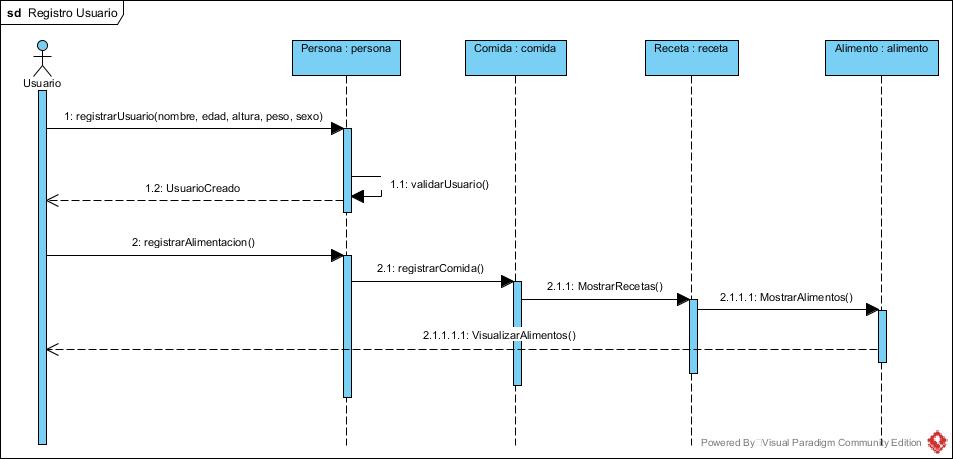 sd Registro Usuario
Usuario
Persona : persona
Comida : comida
Receta : receta
Alimento : alimento
1: registrarUsuario(nombre, edad, altura, peso, sexo)
1.1: validarUsuario()
1.2: UsuarioCreado
2: registrarAlimentacion()
2.1: registrarComida()
2.1.1: MostrarRecetas()
2.1.1.1: MostrarAlimentos()
2.1.1.1.1: VisualizarAlimentos()
Powered By Visual Paradigm Community Edition